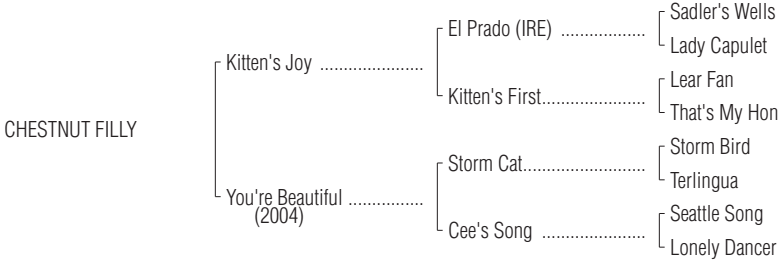 Sadler's Wells
El Prado (IRE) ..................
Lady Capulet
Kitten's Joy ......................
Lear Fan
Kitten's First......................
That's My Hon
CHESTNUT FILLY
Storm Bird
Storm Cat..........................
Terlingua
You're Beautiful ................
(2004)
Seattle Song
Cee's Song ......................
Lonely Dancer